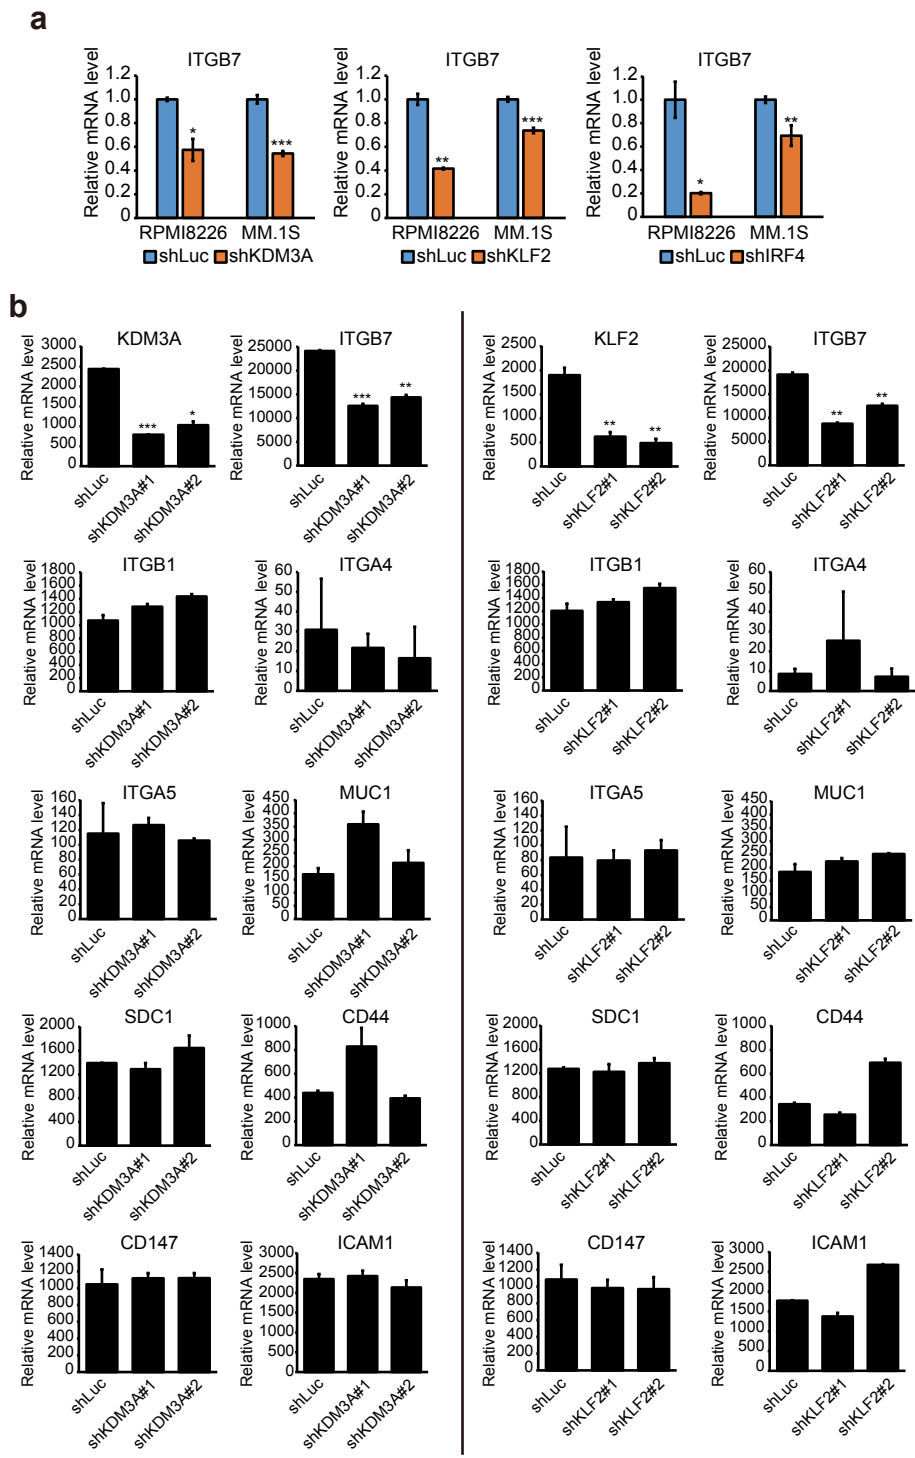 a
ITGB7
Relative mRNA level
1.2
1.0
0.8
0.6
0.4
0.2
0
*
***
RPMI8226 MM.1S
shLuc shKDM3A
ITGB7
Relative mRNA level
1.2
1.0
0.8
0.6
0.4
0.2
0
**
***
RPMI8226 MM.1S
shLuc shKLF2
ITGB7
Relative mRNA level
1.2
1.0
0.8
0.6
0.4
0.2
0
*
**
RPMI8226 MM.1S
shLuc shIRF4
b
KDM3A
Relative mRNA level
3000
2500
2000
1500
1000
500
0
***
*
shLuc
shKDM3A#1
shKDM3A#2
ITGB7
Relative mRNA level
25000
20000
15000
10000
5000
0
***
**
shLuc
shKDM3A#1
shKDM3A#2
KLF2
Relative mRNA level
2500
2000
1500
1000
500
0
**
**
shLuc
shKLF2#1
shKLF2#2
ITGB7
Relative mRNA level
25000
20000
15000
10000
5000
0
**
**
shLuc
shKLF2#1
shKLF2#2
ITGB1
Relative mRNA level
1800
1600
1400
1200
1000
800
600
400
200
0
shLuc
shKDM3A#1
shKDM3A#2
ITGA4
Relative mRNA level
60
50
40
30
20
10
0
shLuc
shKDM3A#1
shKDM3A#2
ITGB1
Relative mRNA level
1800
1600
1400
1200
1000
800
600
400
200
0
shLuc
shKLF2#1
shKLF2#2
ITGA4
Relative mRNA level
60
50
40
30
20
10
0
shLuc
shKLF2#1
shKLF2#2
ITGA5
Relative mRNA level
160
140
120
100
80
60
40
20
0
shLuc
shKDM3A#1
shKDM3A#2
MUC1
Relative mRNA level
450
400
350
300
250
200
150
100
50
0
shLuc
shKDM3A#1
shKDM3A#2
ITGA5
Relative mRNA level
160
140
120
100
80
60
40
20
0
shLuc
shKLF2#1
shKLF2#2
MUC1
Relative mRNA level
450
400
350
300
250
200
150
100
50
0
shLuc
shKLF2#1
shKLF2#2
SDC1
Relative mRNA level
2000
1600
1200
800
400
0
shLuc
shKDM3A#1
shKDM3A#2
CD44
Relative mRNA level
1000
800
600
400
200
0
shLuc
shKDM3A#1
shKDM3A#2
SDC1
Relative mRNA level
2000
1600
1200
800
400
0
shLuc
shKLF2#1
shKLF2#2
CD44
Relative mRNA level
1000
800
600
400
200
0
shLuc
shKLF2#1
shKLF2#2
CD147
Relative mRNA level
1400
1200
1000
800
600
400
200
0
shLuc
shKDM3A#1
shKDM3A#2
ICAM1
Relative mRNA level
3000
2500
2000
1500
1000
500
0
shLuc
shKDM3A#1
shKDM3A#2
CD147
Relative mRNA level
1400
1200
1000
800
600
400
200
0
shLuc
shKLF2#1
shKLF2#2
ICAM1
Relative mRNA level
3000
2500
2000
1500
1000
500
0
shLuc
shKLF2#1
shKLF2#2